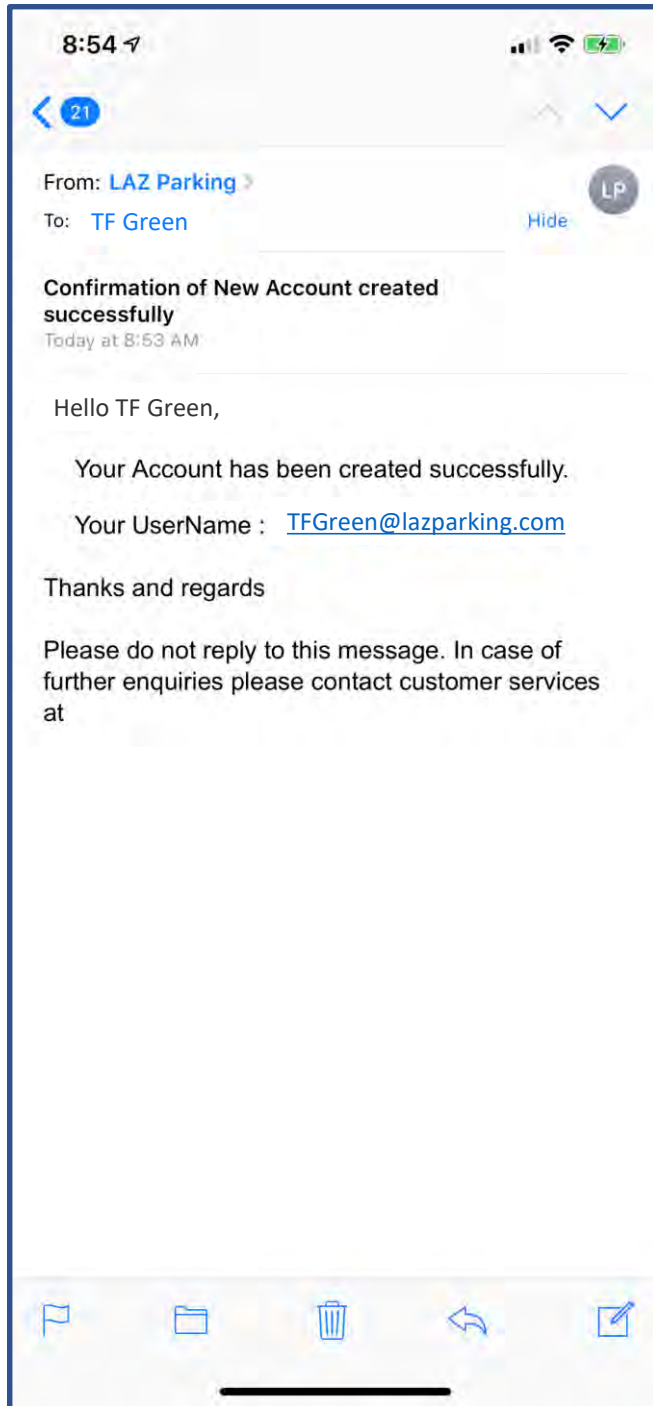 8:54
21
From: LAZ Parking
LP
To: TF Green
Hide
Confirmation of New Account created
successfully
Today at 8:53 AM
Hello TF Green,
Your Account has been created successfully.
Your UserName : TFGreen@lazparking.com
Thanks and regards
Please do not reply to this message. In case of
further enquiries please contact customer services
at